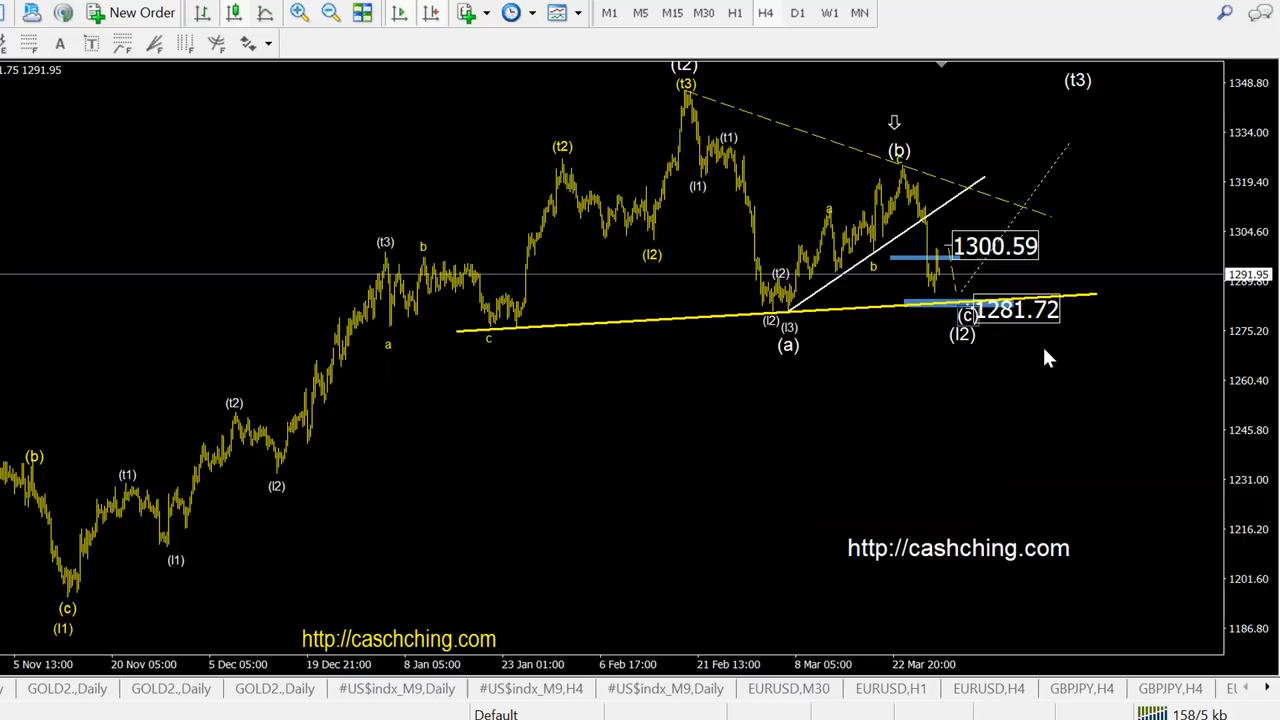 New Order M1 M5 M15 M30 H1 H4 D1 W1 MN
A T F F F F
.75 1291.95
(t2)
(t3)
(t3)
1348.80
(t2)
(t1)
(b)
c
1334.00
(l1)
1319.40
(t3)
b
a
1304.60
(l2)
b
1300.59
(t2)
1291.95
1289.80
(l2)
(l3)
(c)
1281.72
a
c
(a)
(l2)
1275.20
1260.40
(t2)
1245.80
(b)
(t1)
(l2)
1231.00
1216.20
(l1)
http://cashching.com
1201.60
(c)
(l1)
http://caschching.com
1186.80
5 Nov 13:00 20 Nov 05:00 5 Dec 05:00 19 Dec 21:00 8 Jan 05:00 23 Jan 01:00 6 Feb 17:00 21 Feb 13:00 8 Mar 05:00 22 Mar 20:00
GOLD2.,Daily GOLD2.,Daily GOLD2.,Daily #US$indx_M9,Daily #US$indx_M9,H4 #US$indx_M9,Daily EURUSD,M30 EURUSD,H1 EURUSD,H4 GBPJPY,H4 GBPJPY,H4
Default 158/5 kb